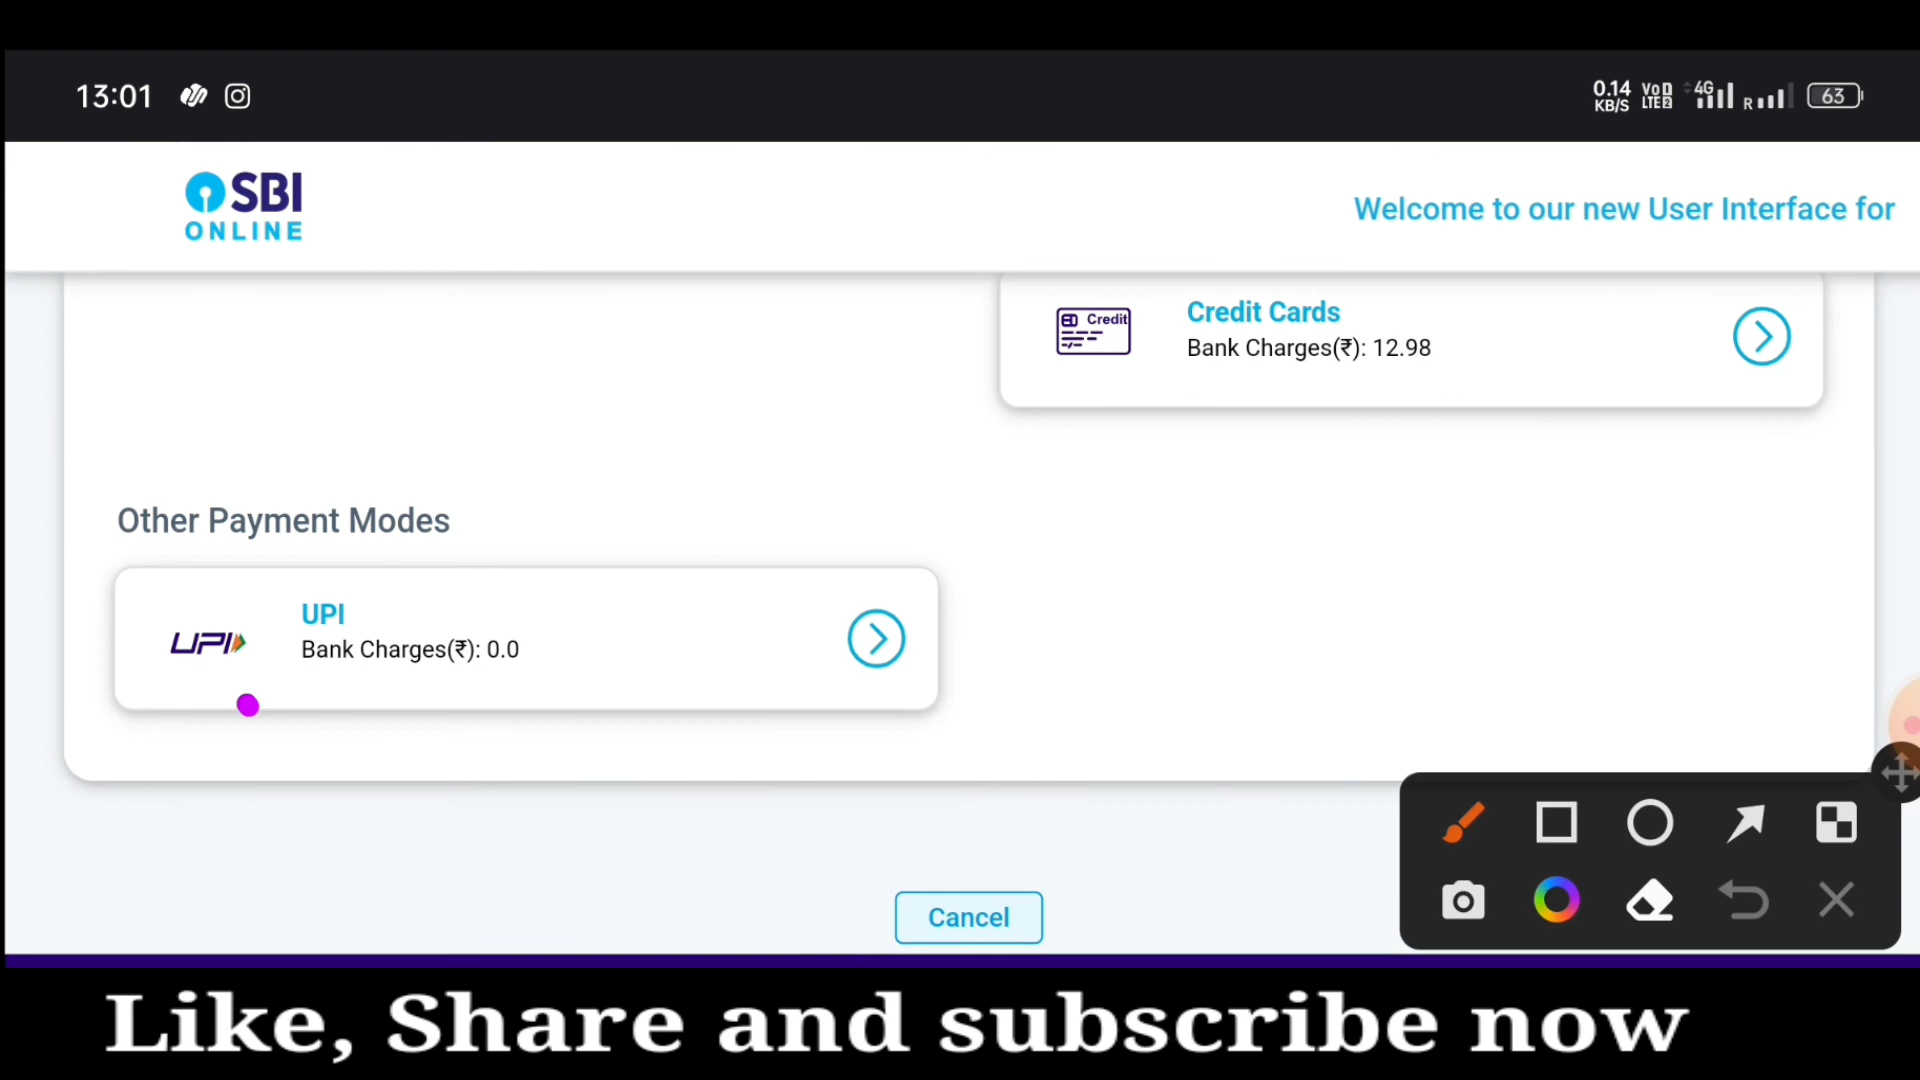 13:01
0.14 KB/S VoD LTE2 4G R 63
SBI
ONLINE
Welcome to our new User Interface for
Credit
Credit Cards
Bank Charges(₹): 12.98
Other Payment Modes
UPI
UPI
Bank Charges(₹): 0.0
Cancel
Like, Share and subscribe now